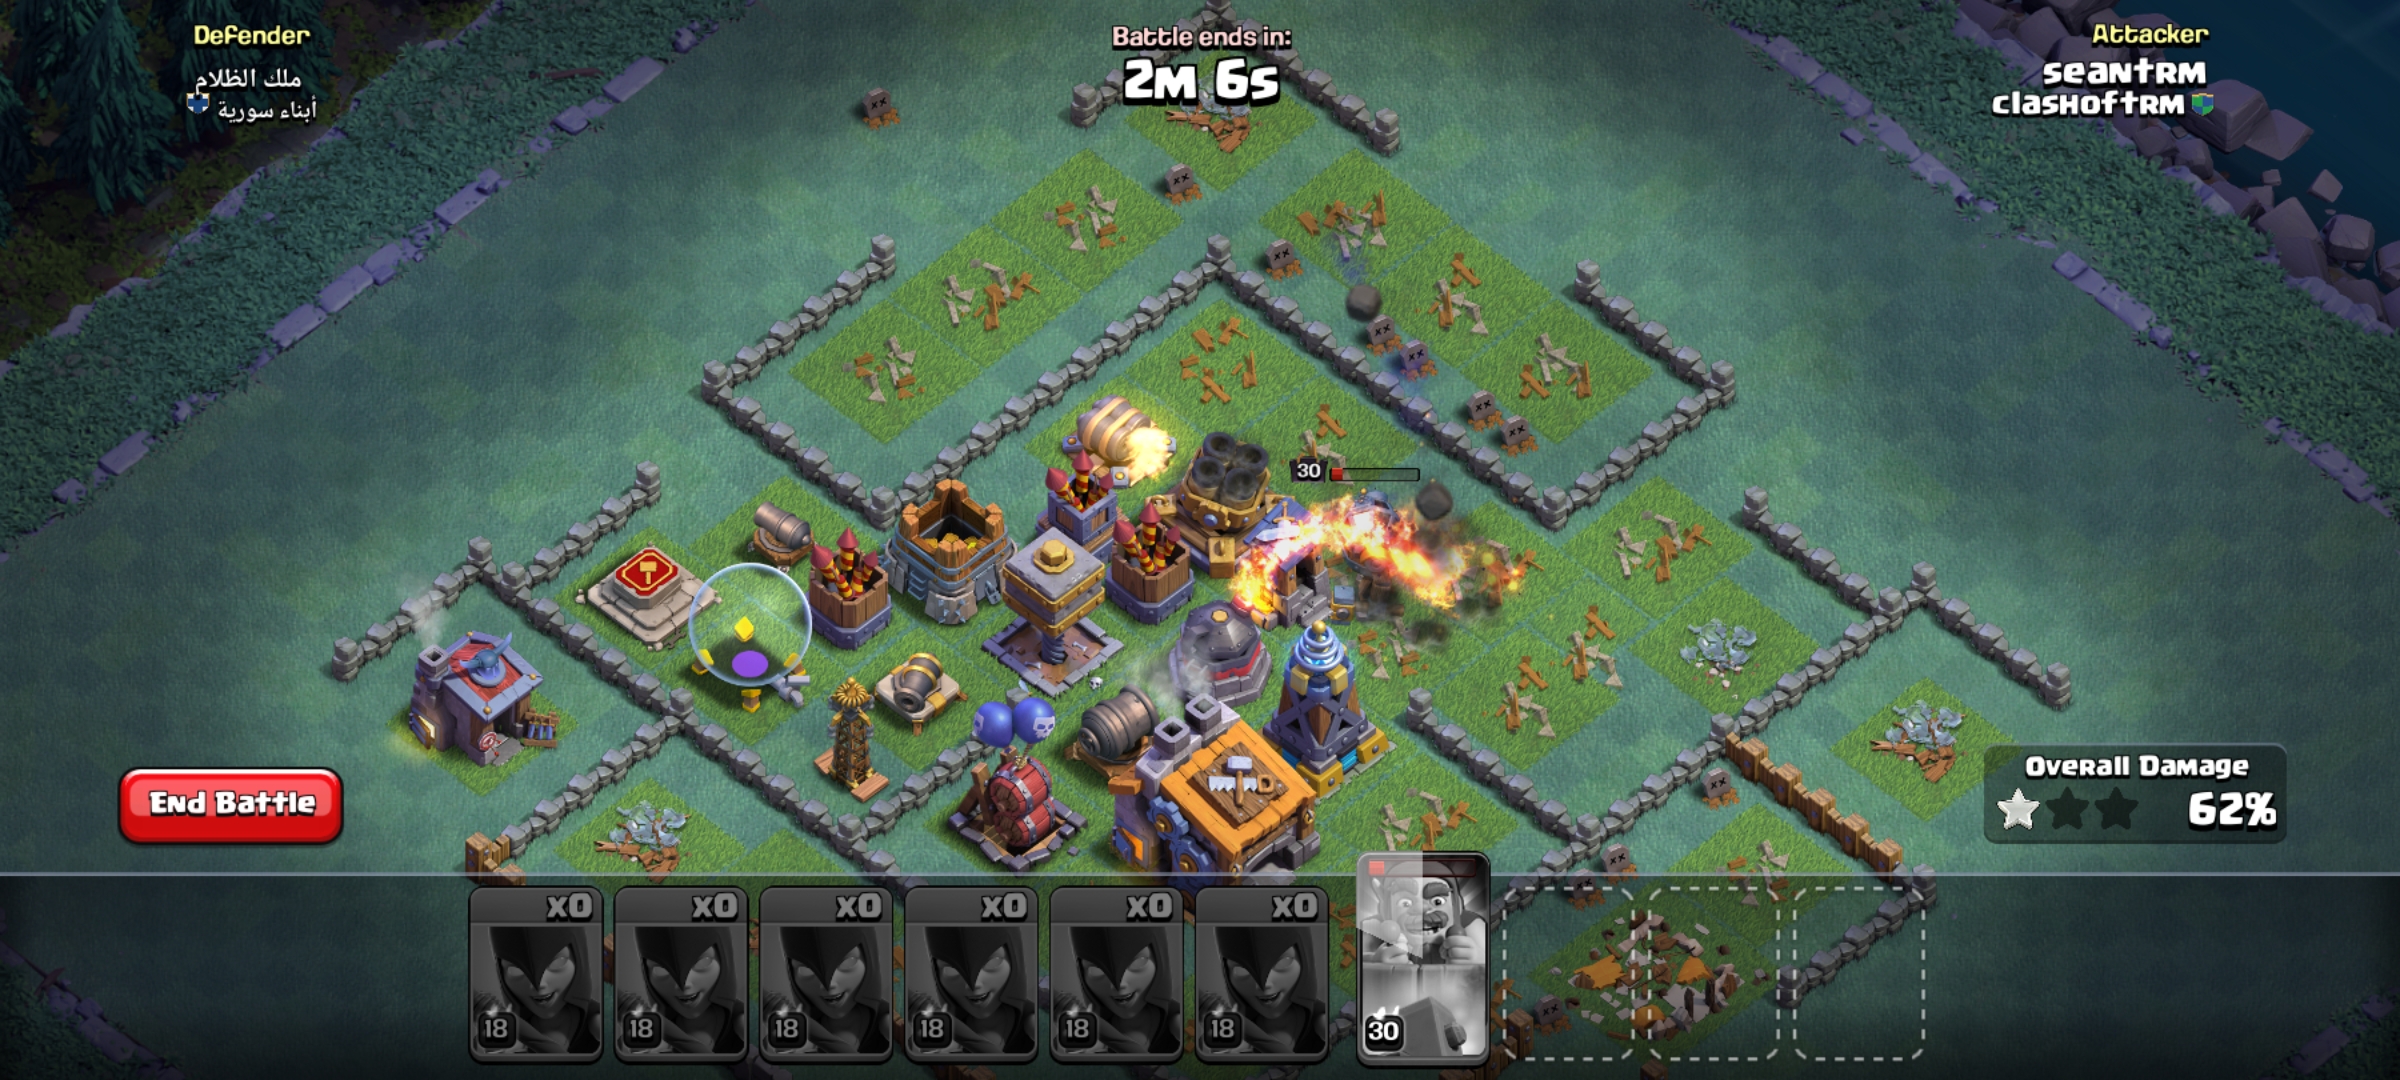 Defender
ملك الظلام
أبناء سورية
Battle ends in:
2M 6s
Attacker
seantRM
clashoftRM
30
End Battle
Overall Damage
62%
x0
x0
x0
x0
x0
x0
18
18
18
18
18
18
30